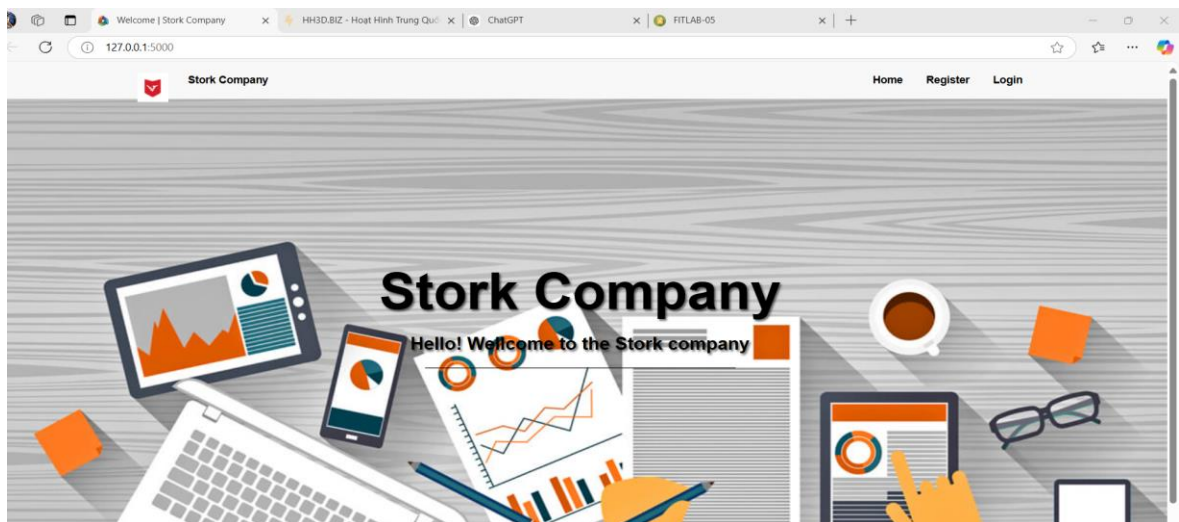 Welcome | Stork Company
HH3D.BIZ - Hoạt Hình Trung Quố
ChatGPT
FITLAB-05
127.0.0.1:5000
Stork Company
Home Register Login
Stork Company
Hello! Wellcome to the Stork company